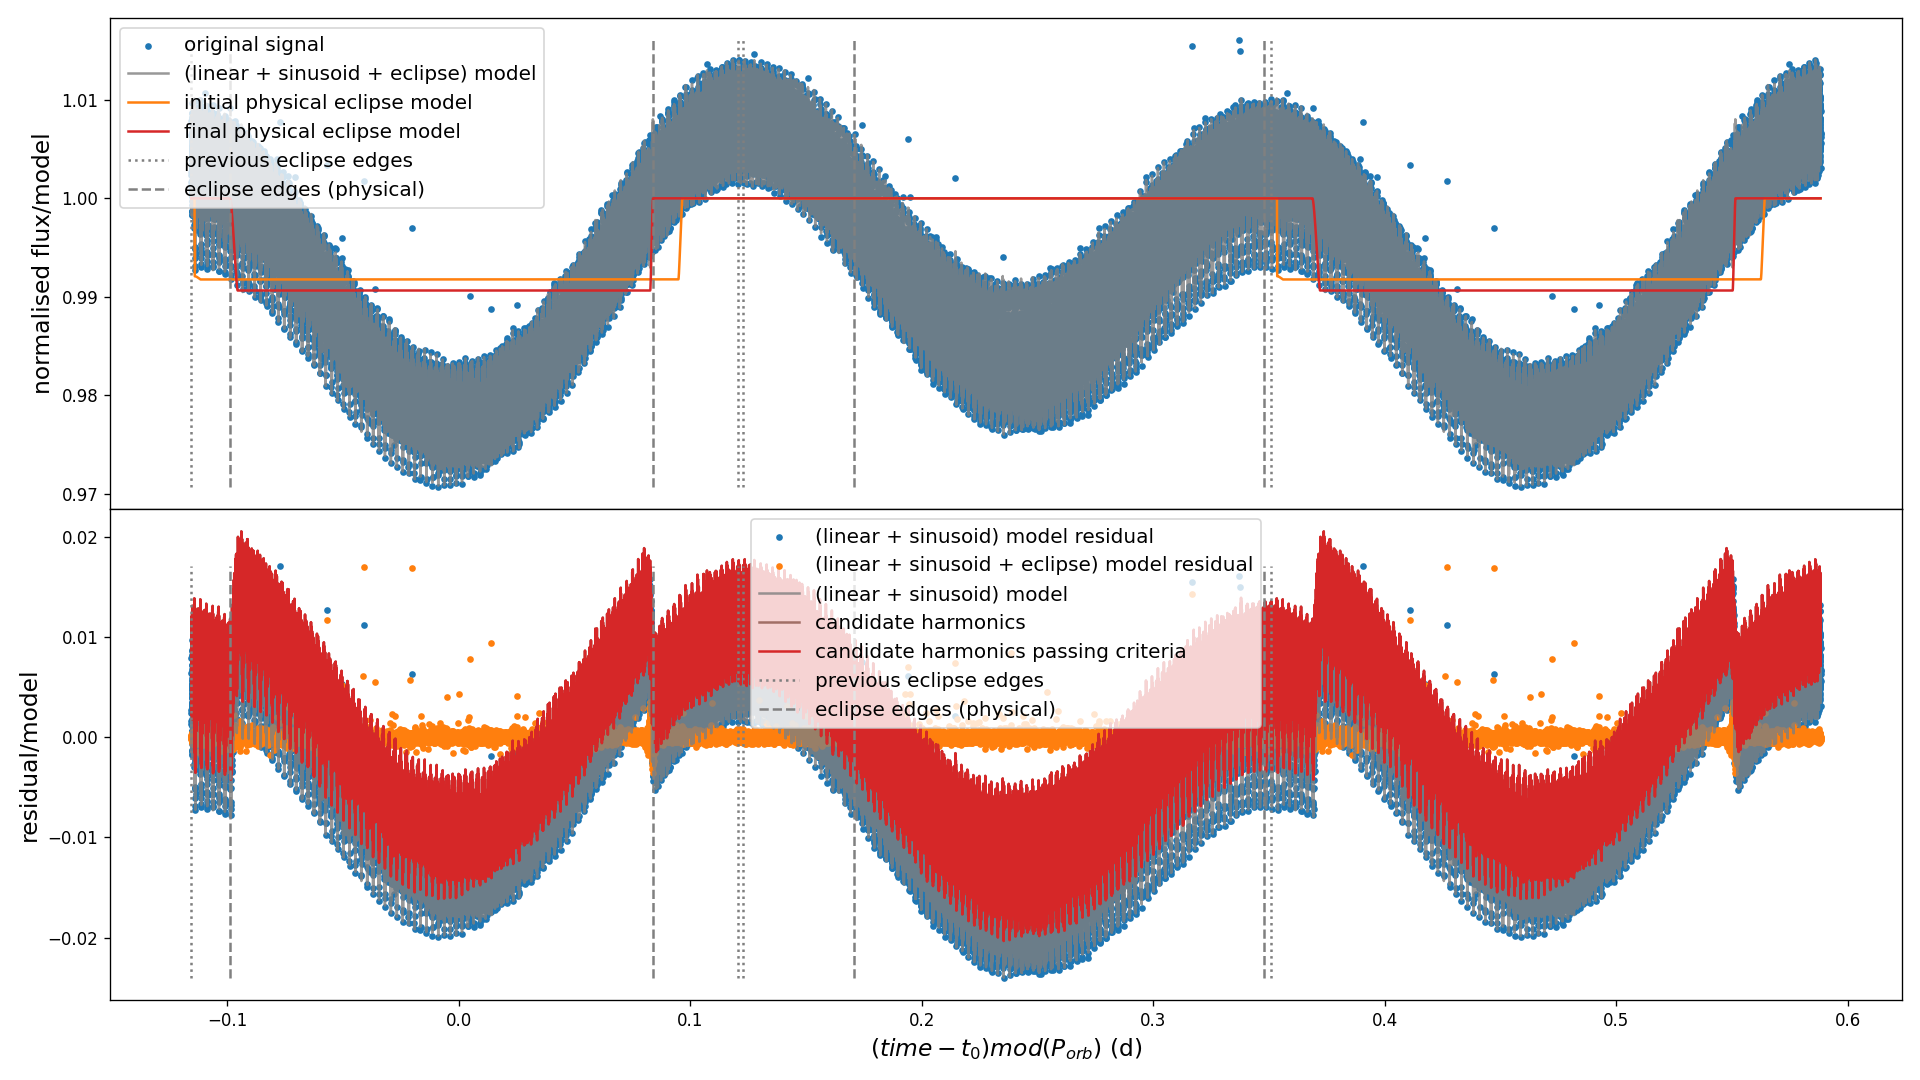 original signal
(linear + sinusoid + eclipse) model
initial physical eclipse model
final physical eclipse model
previous eclipse edges
eclipse edges (physical)
normalised flux/model
1.01
1.00
0.99
0.98
0.97
(linear + sinusoid) model residual
(linear + sinusoid + eclipse) model residual
(linear + sinusoid) model
candidate harmonics
candidate harmonics passing criteria
previous eclipse edges
eclipse edges (physical)
residual/model
0.02
0.01
0.00
−0.01
−0.02
−0.1 0.0 0.1 0.2 0.3 0.4 0.5 0.6
(time − t₀)mod(P_orb) (d)